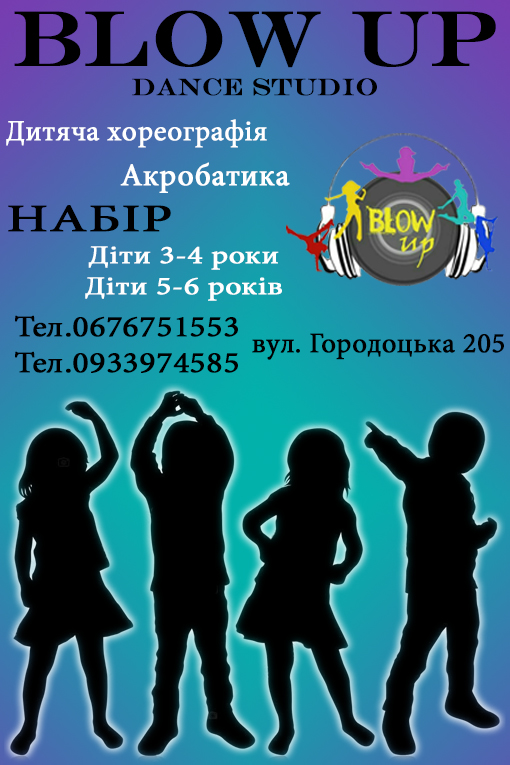 BLOW UP
DANCE STUDIO
Дитяча хореографія
Акробатика
НАБІР
Діти 3-4 роки
Діти 5-6 років
BLOW
up
Тел.0676751553
Тел.0933974585
вул. Городоцька 205